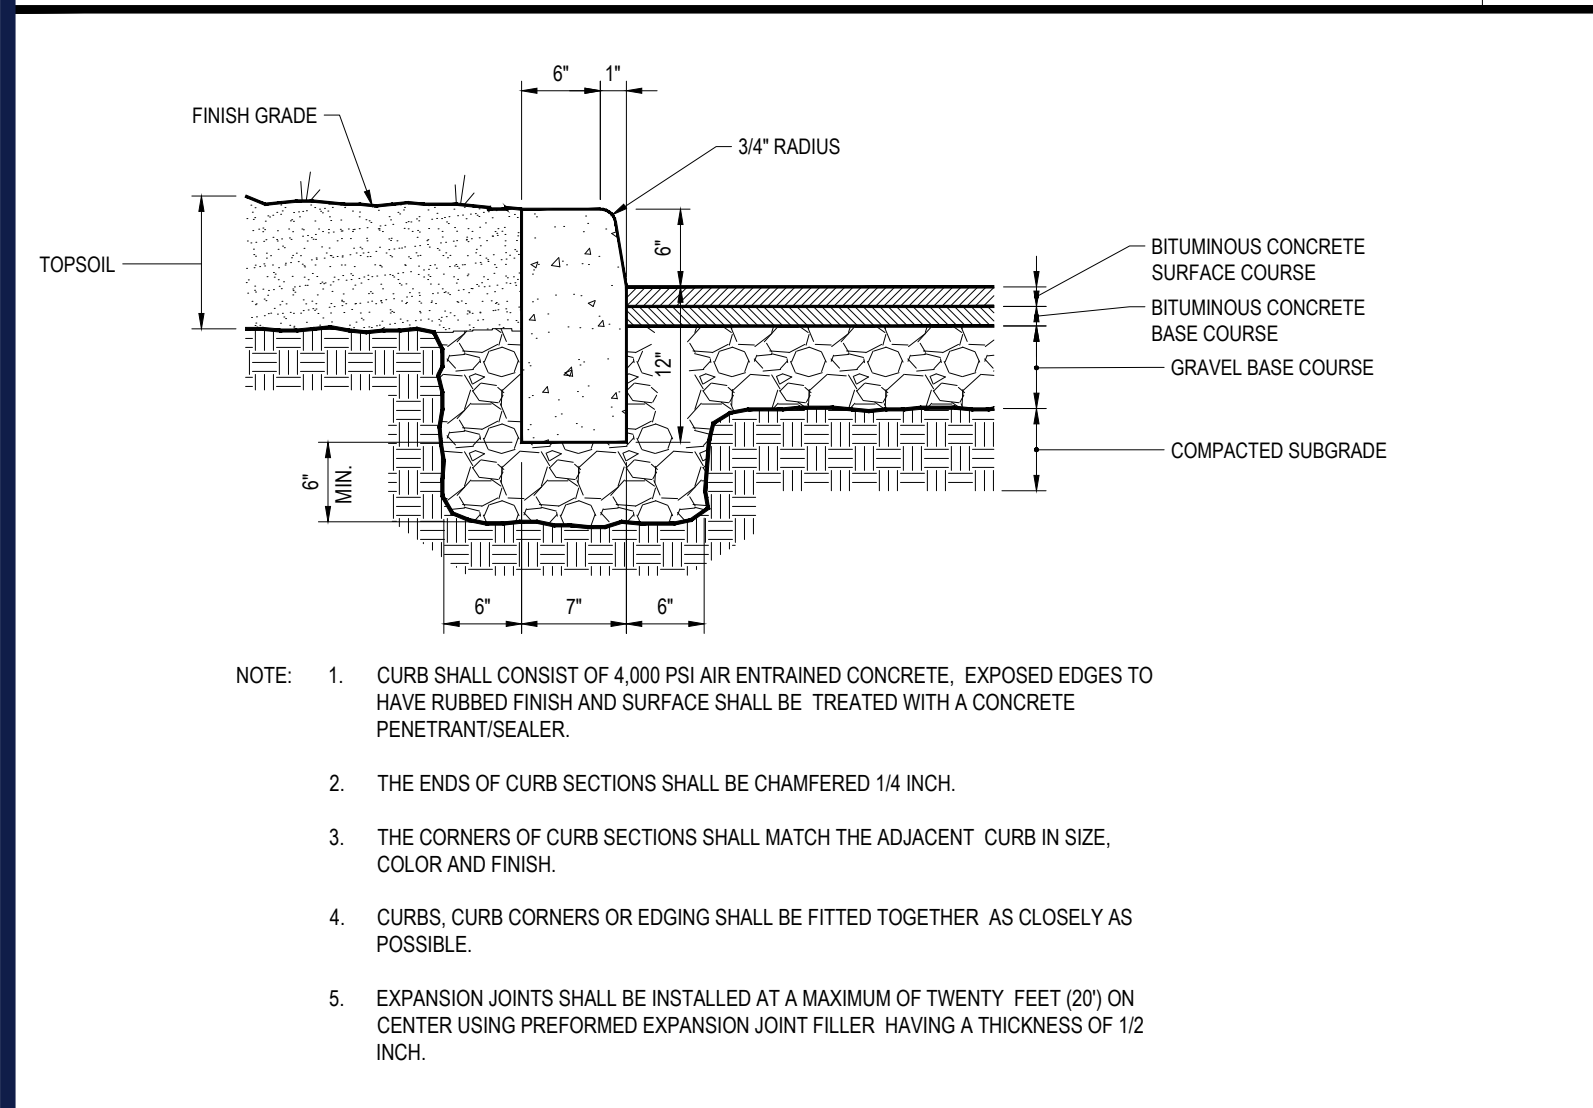 6" 1"
FINISH GRADE
3/4" RADIUS
6"
TOPSOIL
BITUMINOUS CONCRETE
SURFACE COURSE
BITUMINOUS CONCRETE
BASE COURSE
12"
GRAVEL BASE COURSE
COMPACTED SUBGRADE
6"
MIN.
6" 7" 6"
NOTE: 1. CURB SHALL CONSIST OF 4,000 PSI AIR ENTRAINED CONCRETE, EXPOSED EDGES TO
HAVE RUBBED FINISH AND SURFACE SHALL BE TREATED WITH A CONCRETE
PENETRANT/SEALER.
2. THE ENDS OF CURB SECTIONS SHALL BE CHAMFERED 1/4 INCH.
3. THE CORNERS OF CURB SECTIONS SHALL MATCH THE ADJACENT CURB IN SIZE,
COLOR AND FINISH.
4. CURBS, CURB CORNERS OR EDGING SHALL BE FITTED TOGETHER AS CLOSELY AS
POSSIBLE.
5. EXPANSION JOINTS SHALL BE INSTALLED AT A MAXIMUM OF TWENTY FEET (20') ON
CENTER USING PREFORMED EXPANSION JOINT FILLER HAVING A THICKNESS OF 1/2
INCH.